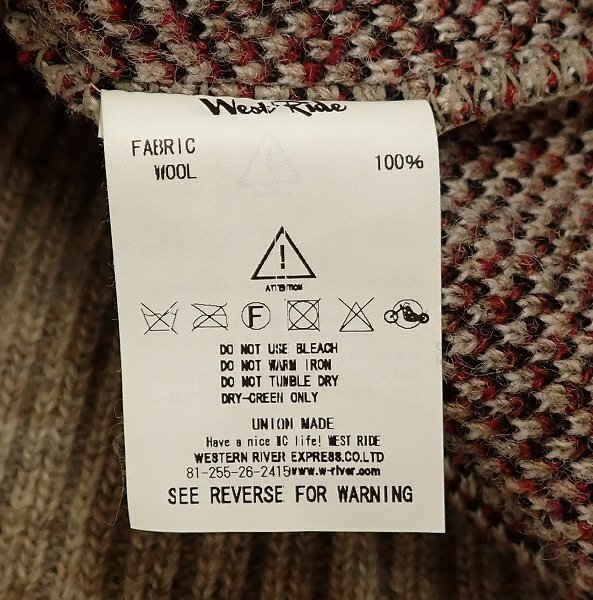 West Ride
FABRIC
WOOL 100%
ATTENTION
F
DO NOT USE BLEACH
DO NOT WARM IRON
DO NOT TUMBLE DRY
DRY-CREEN ONLY
UNION MADE
Have a nice MC life! WEST RIDE
WESTERN RIVER EXPRESS.CO.LTD
81-255-26-2415www.w-river.com
SEE REVERSE FOR WARNING